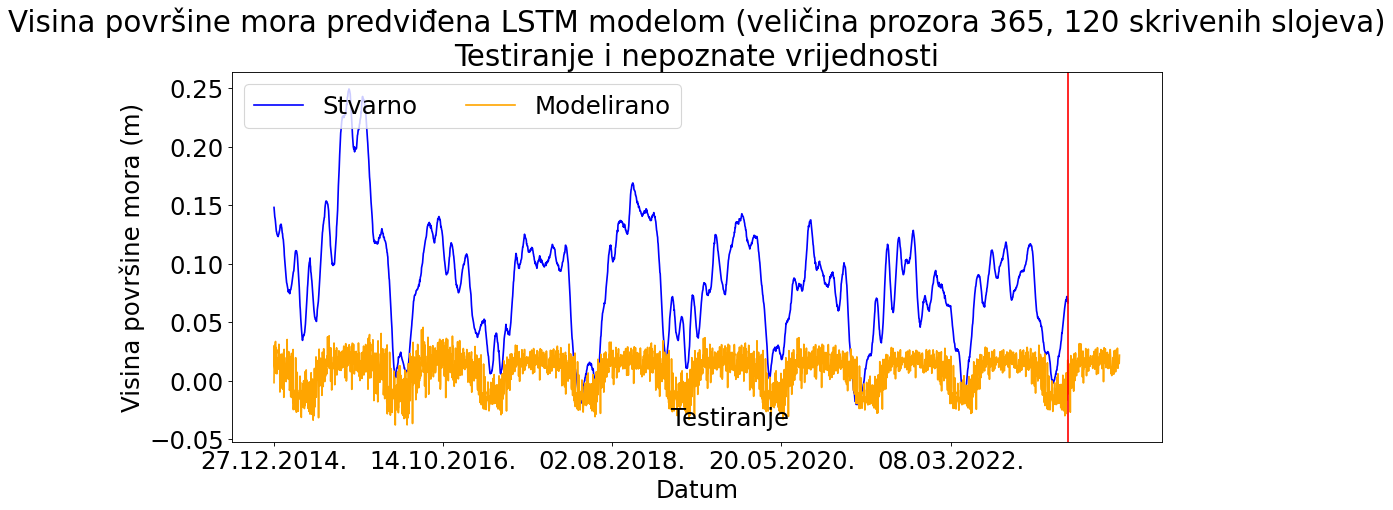 Visina površine mora predviđena LSTM modelom (veličina prozora 365, 120 skrivenih slojeva)
Testiranje i nepoznate vrijednosti
Stvarno
Modelirano
Visina površine mora (m)
0.25
0.20
0.15
0.10
0.05
0.00
−0.05
Testiranje
27.12.2014.
14.10.2016.
02.08.2018.
20.05.2020.
08.03.2022.
Datum